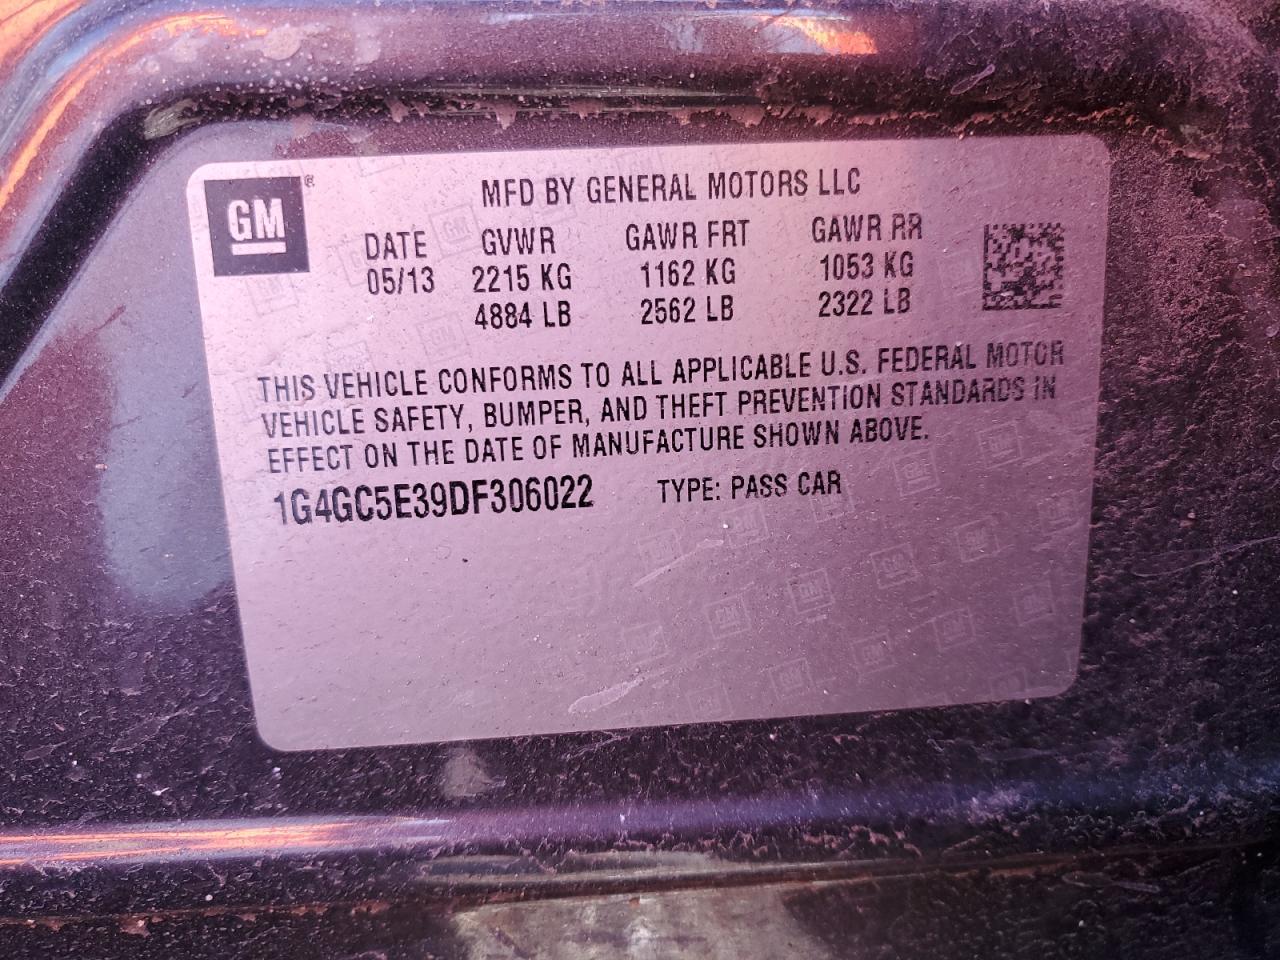 GM ®
MFD BY GENERAL MOTORS LLC
DATE GVWR GAWR FRT GAWR RR
05/13 2215 KG 1162 KG 1053 KG
4884 LB 2562 LB 2322 LB
THIS VEHICLE CONFORMS TO ALL APPLICABLE U.S. FEDERAL MOTOR
VEHICLE SAFETY, BUMPER, AND THEFT PREVENTION STANDARDS IN
EFFECT ON THE DATE OF MANUFACTURE SHOWN ABOVE.
1G4GC5E39DF306022 TYPE: PASS CAR